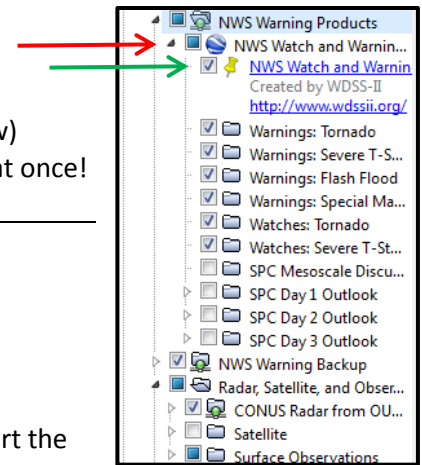 NWS Warning Products
NWS Watch and Warnin...
NWS Watch and Warnin
Created by WDSS-II
http://www.wdssii.org/
w)
Warnings: Tornado
Warnings: Severe T-S...
nt once!
Warnings: Flash Flood
Warnings: Special Ma...
Watches: Tornado
Watches: Severe T-St...
SPC Mesoscale Discu...
SPC Day 1 Outlook
SPC Day 2 Outlook
SPC Day 3 Outlook
NWS Warning Backup
Radar, Satellite, and Obser...
CONUS Radar from OU...
rt the
Satellite
Surface Observations